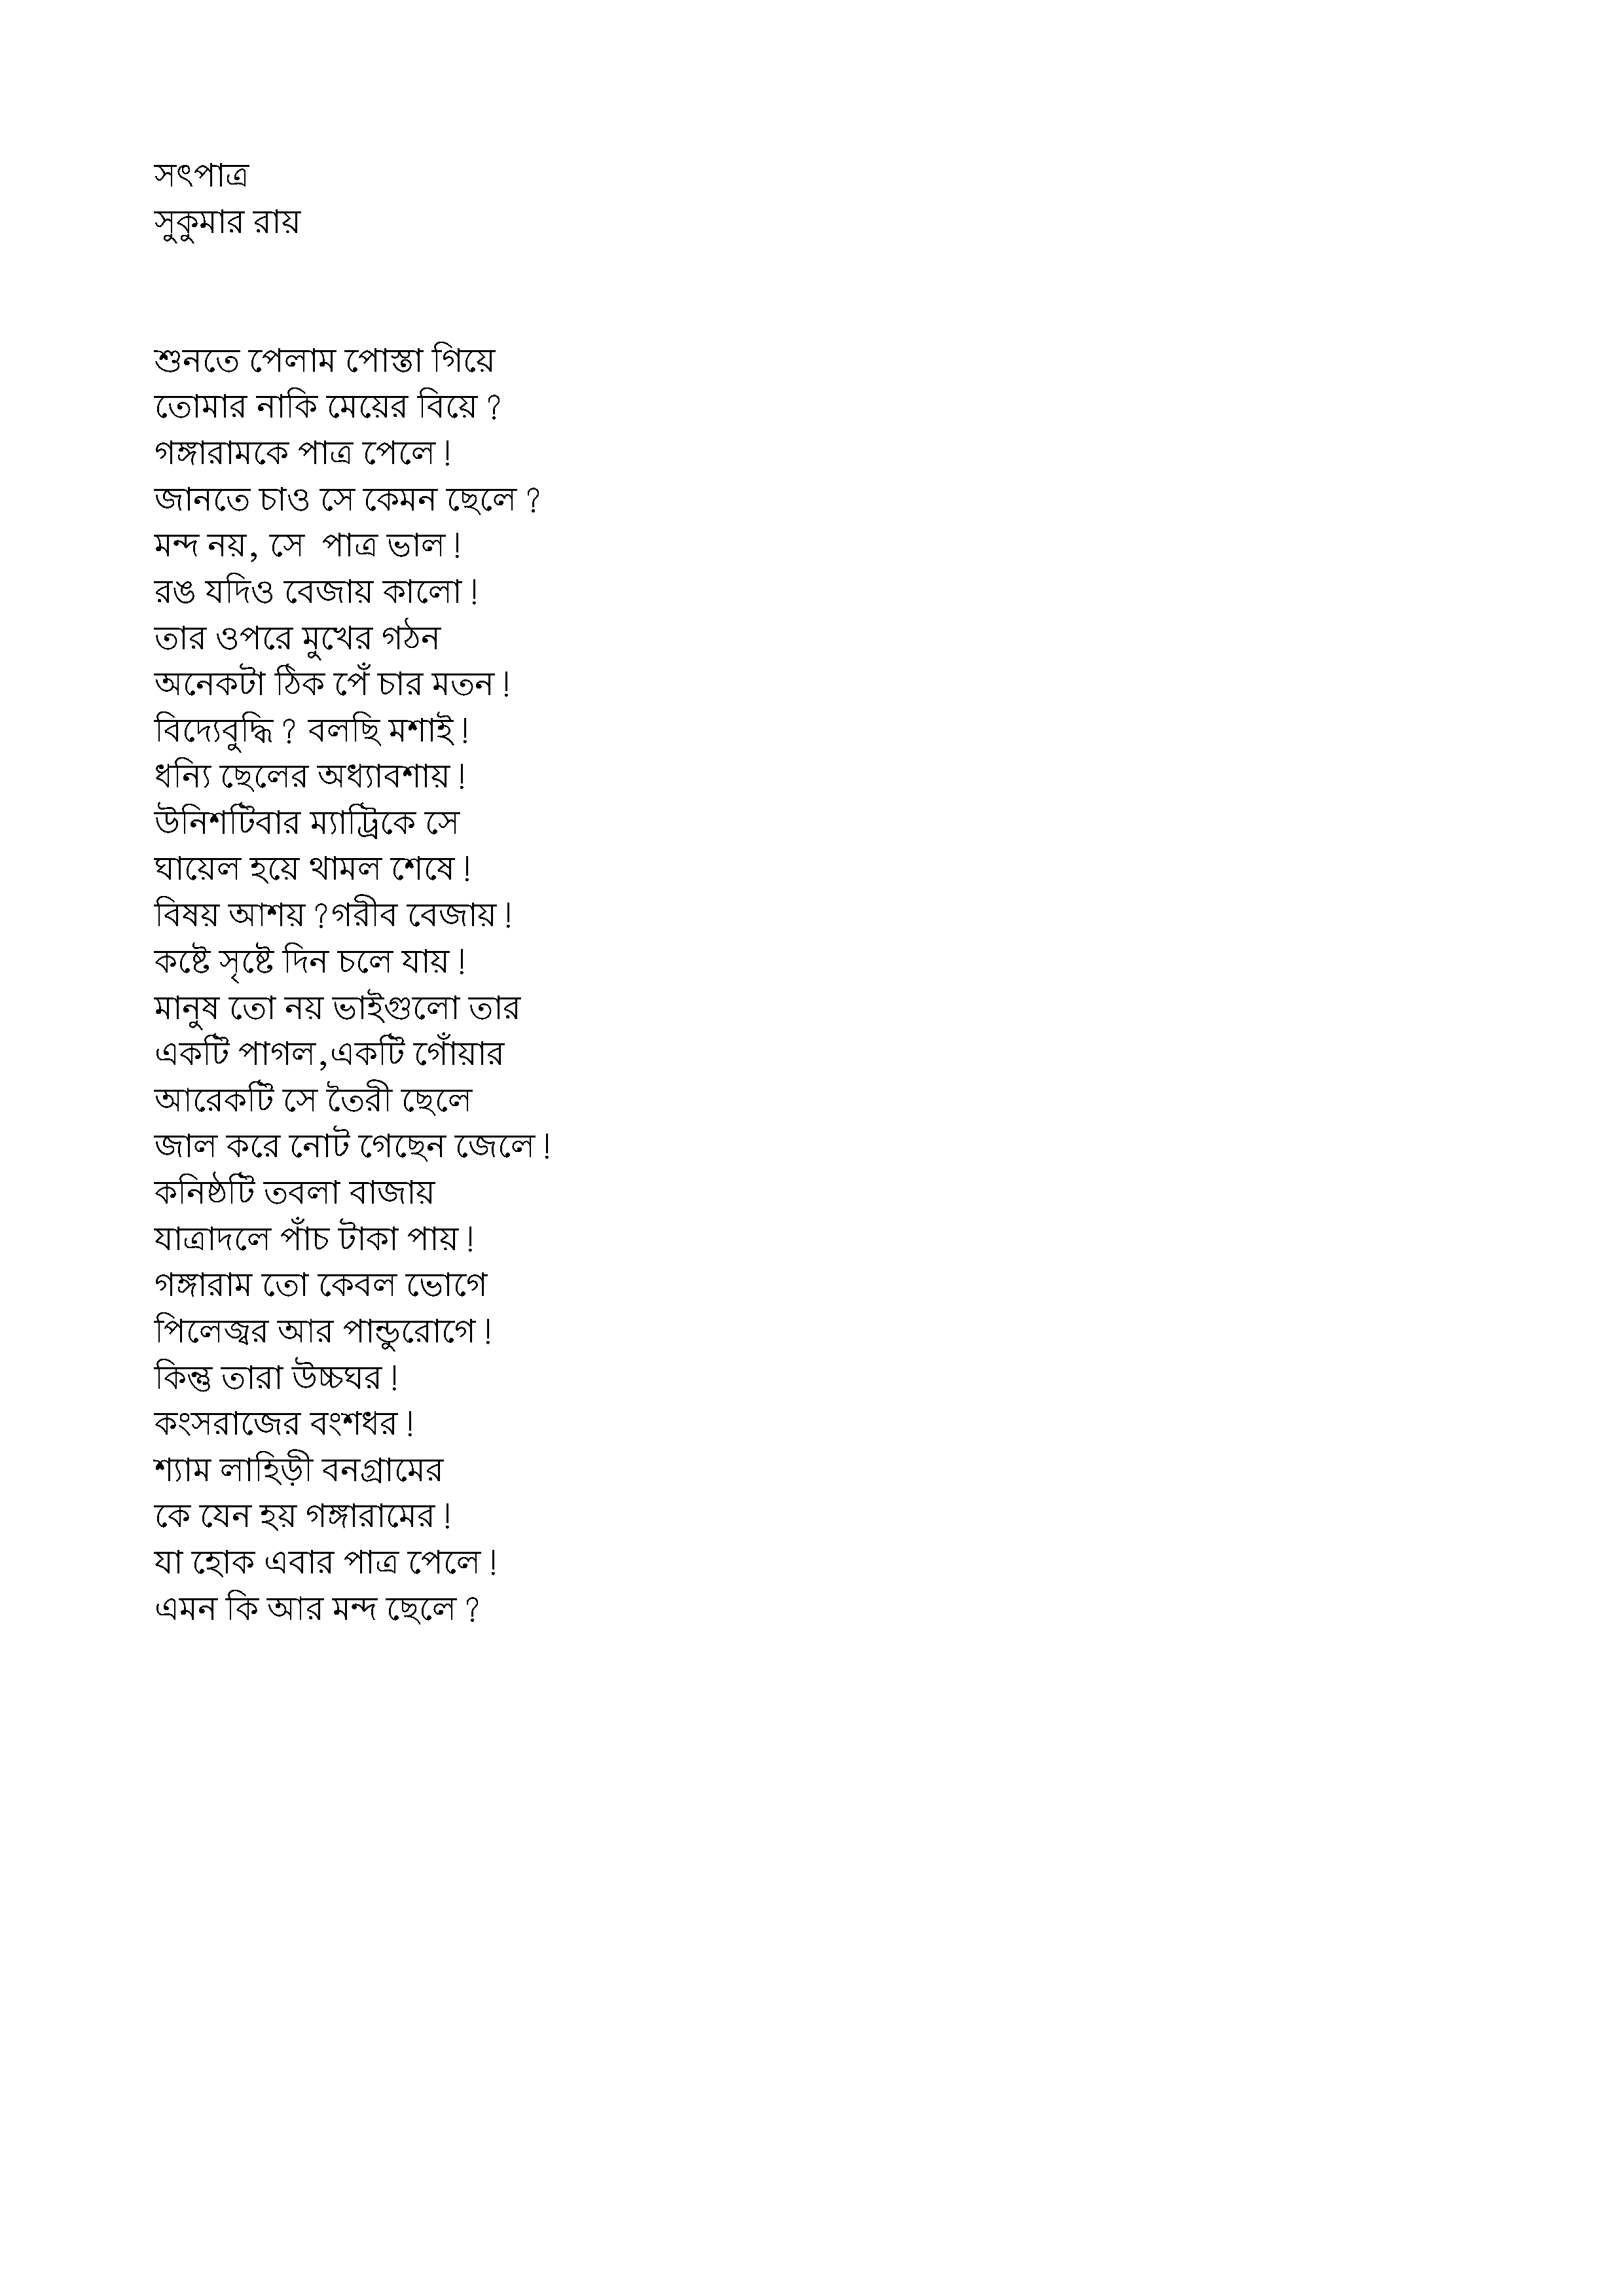 সৎপাত্র
সুকুমার রায়
শুনতে পেলাম পোস্তা গিয়ে
তোমার নাকি মেয়ের বিয়ে ?
গঙ্গারামকে পাত্র পেলে !
জানতে চাও সে কেমন ছেলে ?
মন্দ নয়, সে  পাত্র ভাল !
রঙ যদিও বেজায় কালো !
তার ওপরে মুখের গঠন
অনেকটা ঠিক পেঁচার মতন !
বিদ্যেবুদ্ধি ? বলছি মশাই !
ধন্যি ছেলের অধ্যাবশায় !
উনিশটিবার ম্যাট্রিকে সে
ঘায়েল হয়ে থামল শেষে !
বিষয় আশয় ?গরীব বেজায় !
কষ্টে সৃষ্টে দিন চলে যায় !
মানুষ তো নয় ভাইগুলো তার
একটি পাগল,একটি গোঁয়ার
আরেকটি সে তৈরী ছেলে
জাল করে নোট গেছেন জেলে !
কনিষ্ঠটি তবলা বাজায়
যাত্রাদলে পাঁচ টাকা পায় !
গঙ্গারাম তো কেবল ভোগে
পিলেজ্বর আর পান্ডুরোগে !
কিন্তু তারা উচ্চঘর !
কংসরাজের বংশধর !
শ্যাম লাহিড়ী বনগ্রামের
কে যেন হয় গঙ্গারামের !
যা হোক এবার পাত্র পেলে !
এমন কি আর মন্দ ছেলে ?